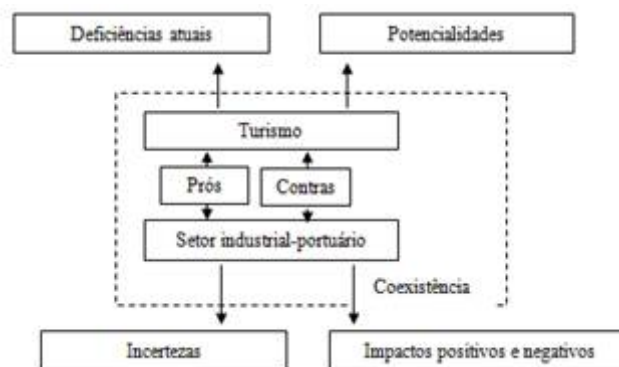 Deficiências atuais
Potencialidades
Turismo
Prós
Contras
Setor industrial-portuário
Coexistência
Incertezas
Impactos positivos e negativos